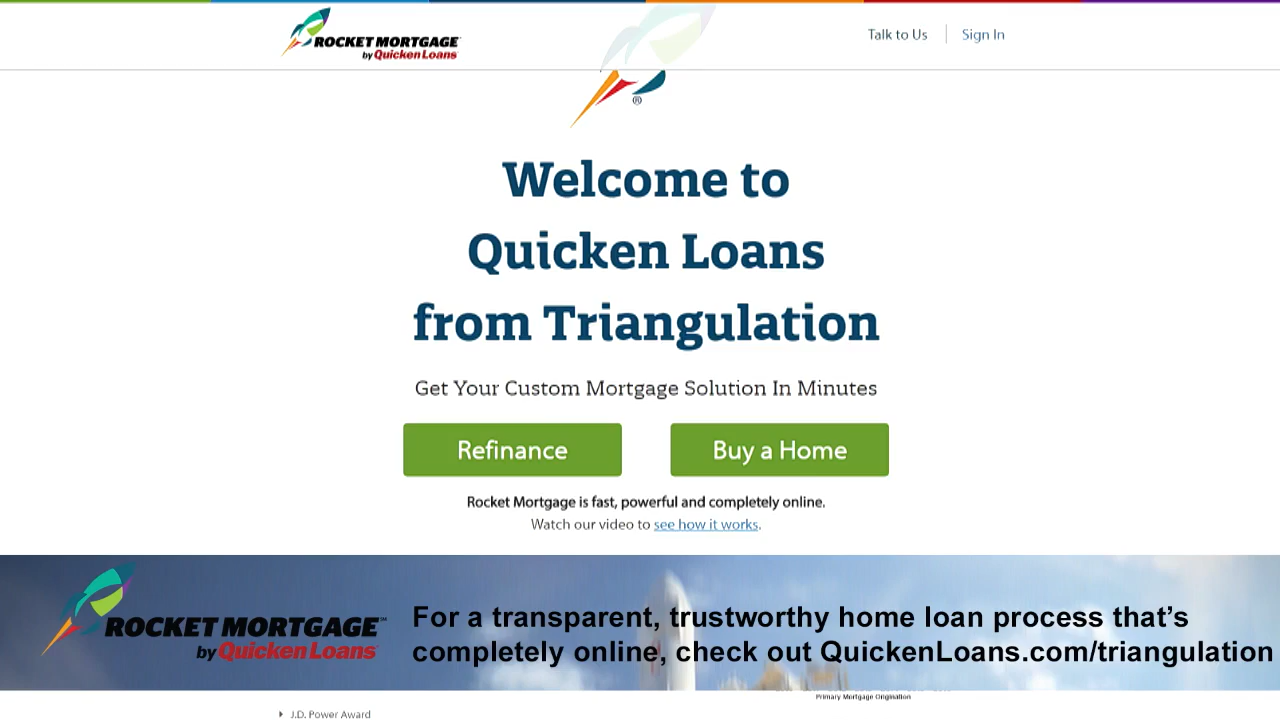 ROCKET MORTGAGE
by Quicken Loans
Talk to Us
Sign In
®
Welcome to
Quicken Loans
from Triangulation
Get Your Custom Mortgage Solution In Minutes
Refinance
Buy a Home
Rocket Mortgage is fast, powerful and completely online.
Watch our video to see how it works.
ROCKET MORTGAGE™
by Quicken Loans
For a transparent, trustworthy home loan process that’s
completely online, check out QuickenLoans.com/triangulation
Primary Mortgage Origination
J.D. Power Award